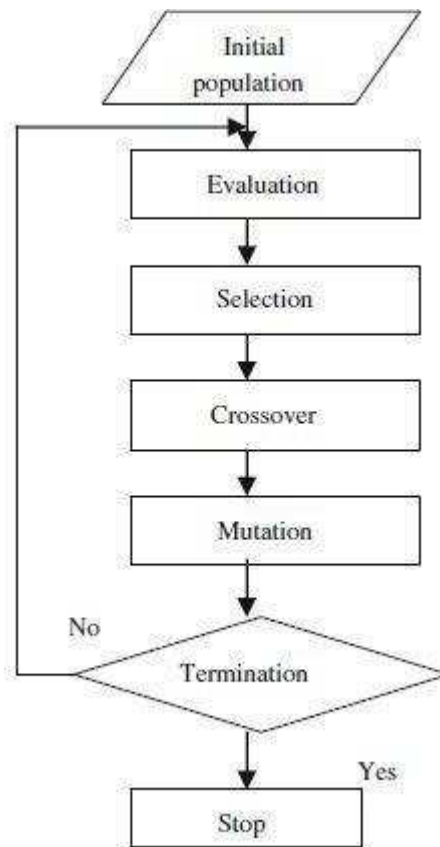 Initial
population
Evaluation
Selection
Crossover
Mutation
No
Termination
Yes
Stop